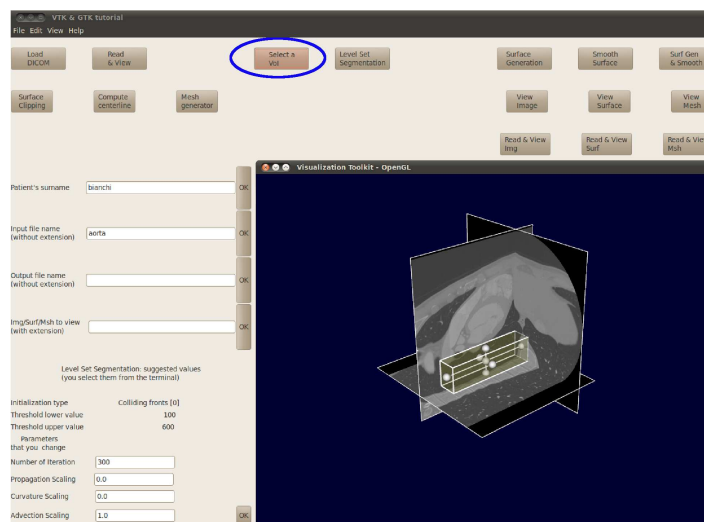 VTK & GTK tutorial
File Edit View Help
Load
DICOM
Read
& View
Select a
VoI
Level Set
Segmentation
Surface
Generation
Smooth
Surface
Surf Gen
& Smooth
Surface
Clipping
Compute
centerline
Mesh
generator
View
Image
View
Surface
View
Mesh
Read & View
Img
Read & View
Surf
Read & Vie
Msh
Visualization Toolkit - OpenGL
Patient's surname
bianchi
OK
Input file name
(without extension)
aorta
OK
Output file name
(without extension)
OK
Img/Surf/Msh to view
(with extension)
OK
Level Set Segmentation: suggested values
(you select them from the terminal)
Initialization type Colliding fronts [0]
Threshold lower value 100
Threshold upper value 600
Parameters
that you change
Number of Iteration 300
Propagation Scaling 0.0
Curvature Scaling 0.0
Advection Scaling 1.0 OK